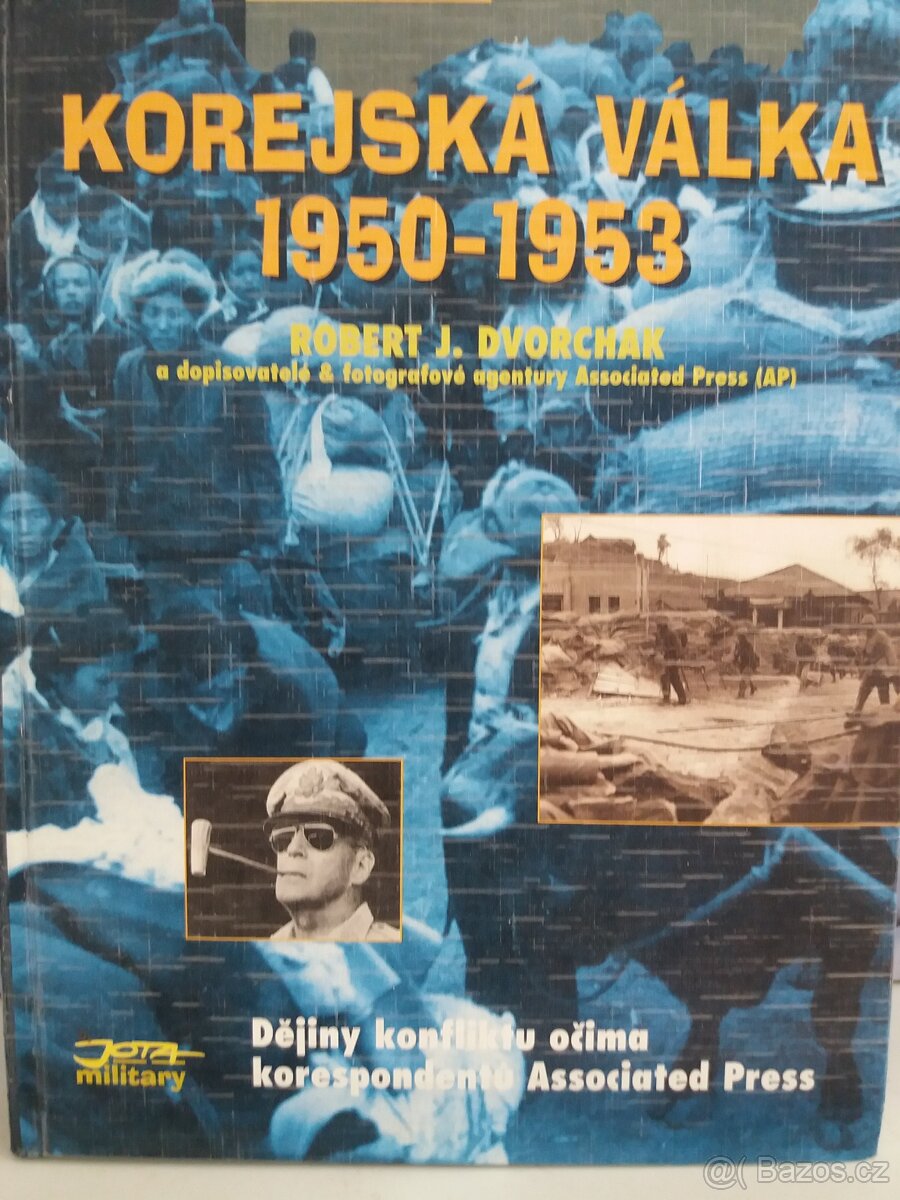 KOREJSKÁ VÁLKA
1950-1953
ROBERT J. DVORCHAK
a dopisovatelé & fotografové agentury Associated Press (AP)
JOTA
military
Dějiny konfliktu očima
korespondentů Associated Press
@( Bazos.cz